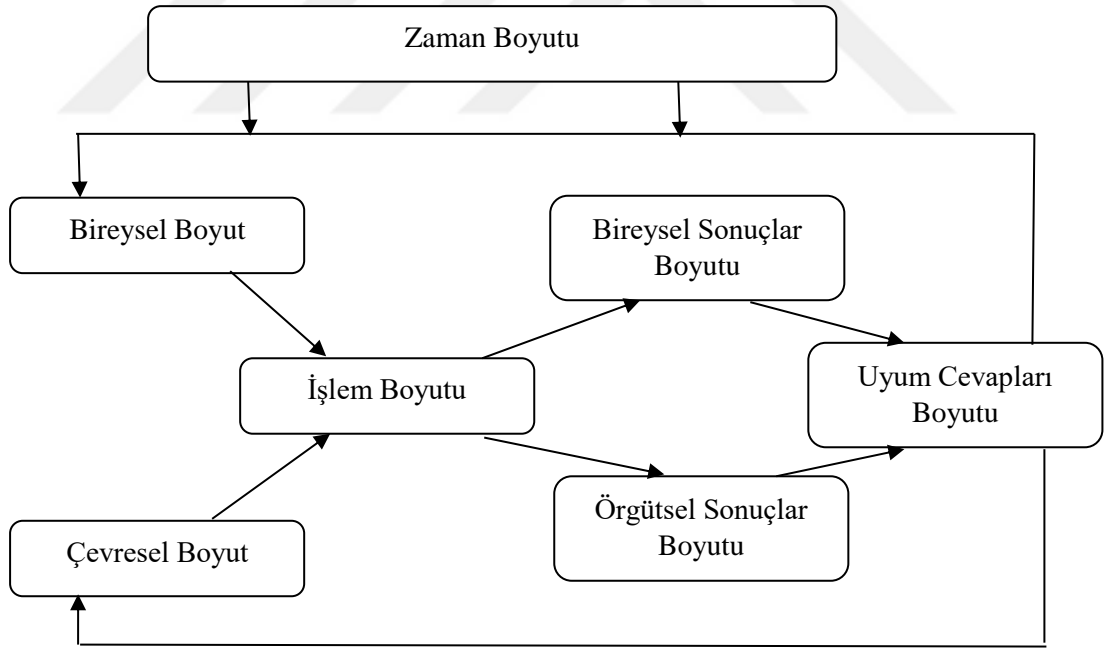 Zaman Boyutu
Bireysel Boyut
Bireysel Sonuçlar
Boyutu
İşlem Boyutu
Uyum Cevapları
Boyutu
Örgütsel Sonuçlar
Boyutu
Çevresel Boyut